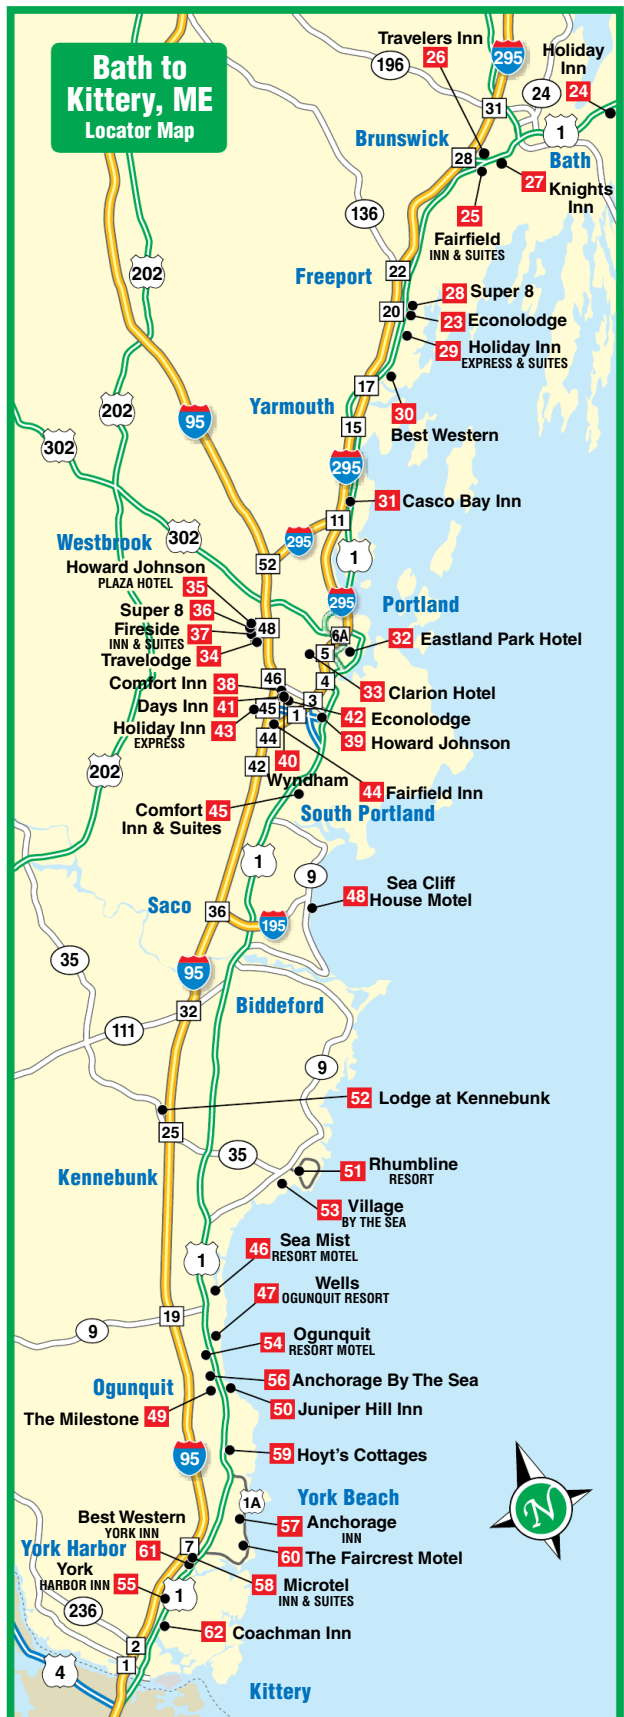 Bath to
Kittery, ME
Locator Map
Travelers Inn
26
196
295
Holiday
Inn
24
24
31
1
Brunswick
28
Bath
27
Knights
Inn
25
136
Fairfield
INN & SUITES
202
Freeport
22
28 Super 8
20
23 Econolodge
29 Holiday Inn
EXPRESS & SUITES
17
202
95
Yarmouth
30
Best Western
15
302
295
31 Casco Bay Inn
11
302
295
Westbrook
52
1
Howard Johnson
PLAZA HOTEL
35
295
Portland
Super 8 36
48
Fireside 37
INN & SUITES
6A
32 Eastland Park Hotel
Travelodge 34
5
46
4
Comfort Inn 38
33 Clarion Hotel
3
Days Inn 41
45
1
42 Econolodge
Holiday Inn 43
EXPRESS
44
39 Howard Johnson
40
Wyndham
42
202
44 Fairfield Inn
Comfort 45
Inn & Suites
South Portland
1
9
Sea Cliff
48 House Motel
Saco
36
195
35
95
Biddeford
32
111
9
52 Lodge at Kennebunk
25
35
51 Rhumbline
RESORT
Kennebunk
53 Village
BY THE SEA
46 Sea Mist
RESORT MOTEL
1
47 Wells
OGUNQUIT RESORT
19
9
54 Ogunquit
RESORT MOTEL
56 Anchorage By The Sea
Ogunquit
50 Juniper Hill Inn
The Milestone 49
95
59 Hoyt's Cottages
N
York Beach
1A
Best Western
YORK INN
57 Anchorage
INN
7
York Harbor 61
60 The Faircrest Motel
York
HARBOR INN 55
58 Microtel
INN & SUITES
1
236
62 Coachman Inn
2
1
4
Kittery